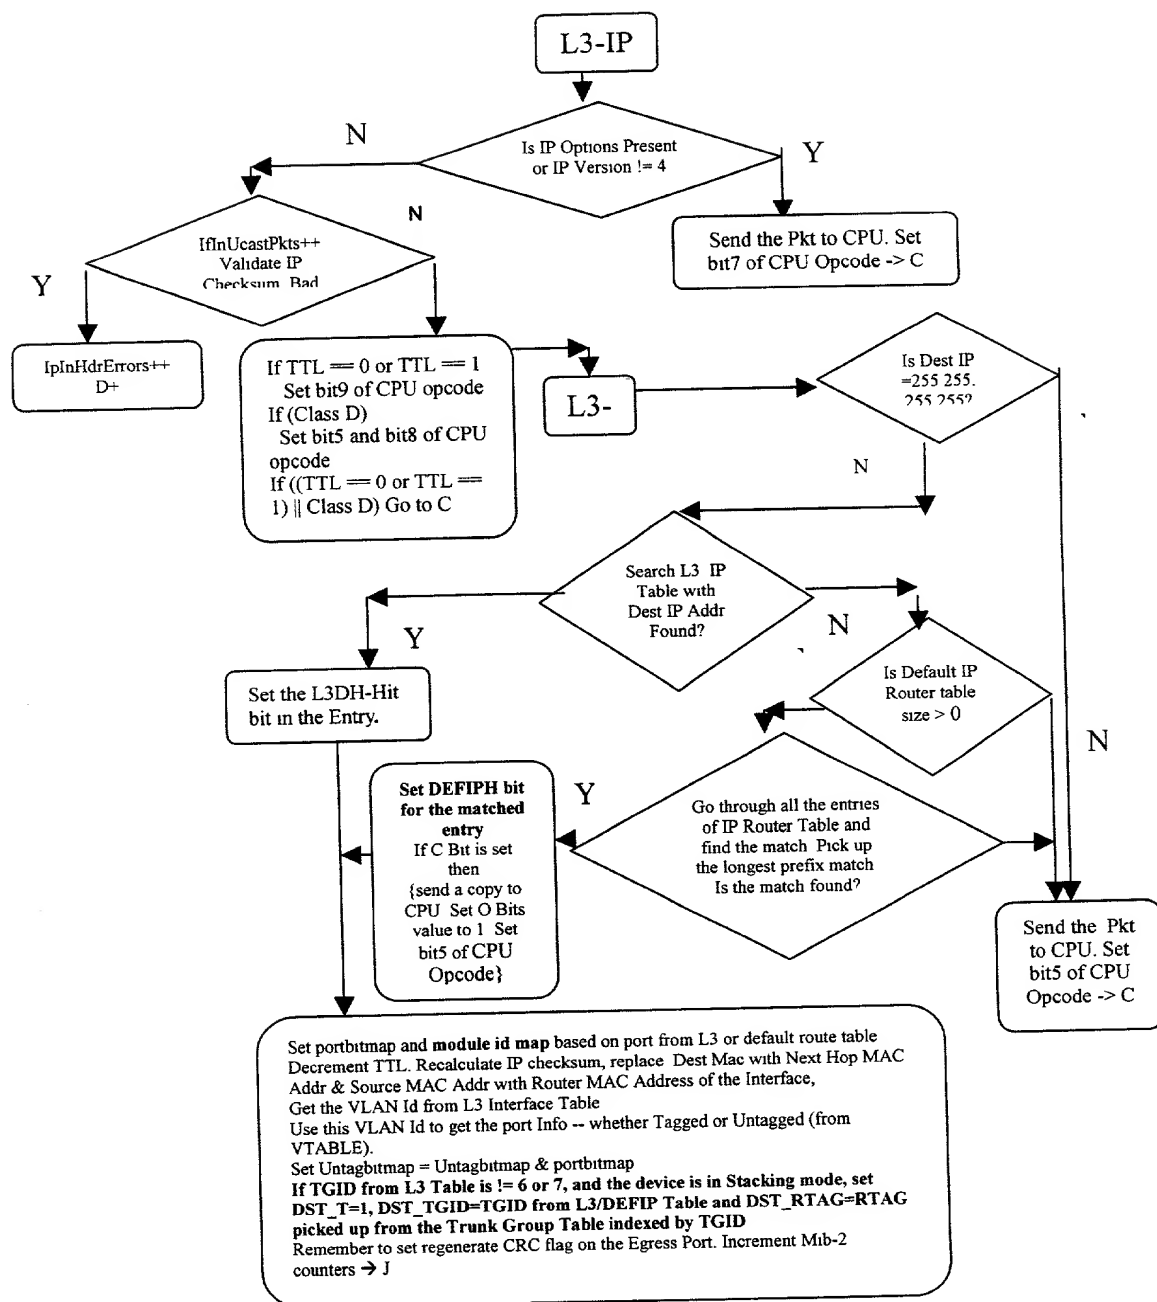 L3-IP
N
Is IP Options Present
or IP Version != 4
Y
N
IfInUcastPkts++
Validate IP
Checksum Bad
Send the Pkt to CPU. Set
bit7 of CPU Opcode -> C
Y
IpInHdrErrors++
D+
If TTL == 0 or TTL == 1
Set bit9 of CPU opcode
If (Class D)
Set bit5 and bit8 of CPU
opcode
If ((TTL == 0 or TTL ==
1) || Class D) Go to C
L3-
Is Dest IP
=255 255.
255 255?
N
Search L3 IP
Table with
Dest IP Addr
Found?
Y
N
Set the L3DH-Hit
bit in the Entry.
Is Default IP
Router table
size > 0
N
Set DEFIPH bit
for the matched
entry
If C Bit is set
then
{send a copy to
CPU Set O Bits
value to 1 Set
bit5 of CPU
Opcode}
Y
Go through all the entries
of IP Router Table and
find the match Pick up
the longest prefix match
Is the match found?
Send the Pkt
to CPU. Set
bit5 of CPU
Opcode -> C
Set portbitmap and module id map based on port from L3 or default route table
Decrement TTL. Recalculate IP checksum, replace Dest Mac with Next Hop MAC
Addr & Source MAC Addr with Router MAC Address of the Interface,
Get the VLAN Id from L3 Interface Table
Use this VLAN Id to get the port Info -- whether Tagged or Untagged (from
VTABLE).
Set Untagbitmap = Untagbitmap & portbitmap
If TGID from L3 Table is != 6 or 7, and the device is in Stacking mode, set
DST_T=1, DST_TGID=TGID from L3/DEFIP Table and DST_RTAG=RTAG
picked up from the Trunk Group Table indexed by TGID
Remember to set regenerate CRC flag on the Egress Port. Increment Mib-2
counters → J